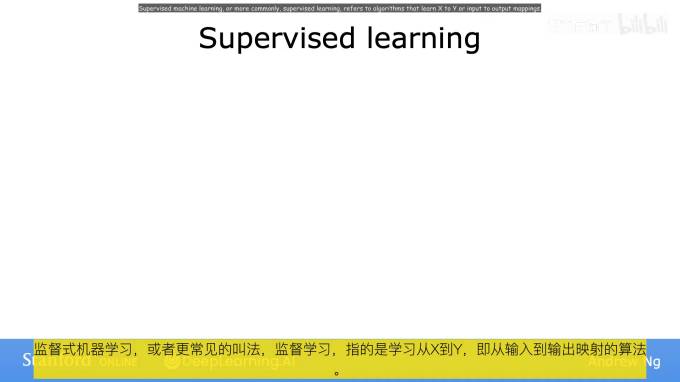 Supervised machine learning, or more commonly, supervised learning, refers to algorithms that learn X to Y or input to output mappings.
bilibili
Supervised learning
监督式机器学习，或者更常见的叫法，监督学习，指的是学习从X到Y，即从输入到输出映射的算法
。
Stanford ONLINE
DeepLearning.AI
Andrew Ng